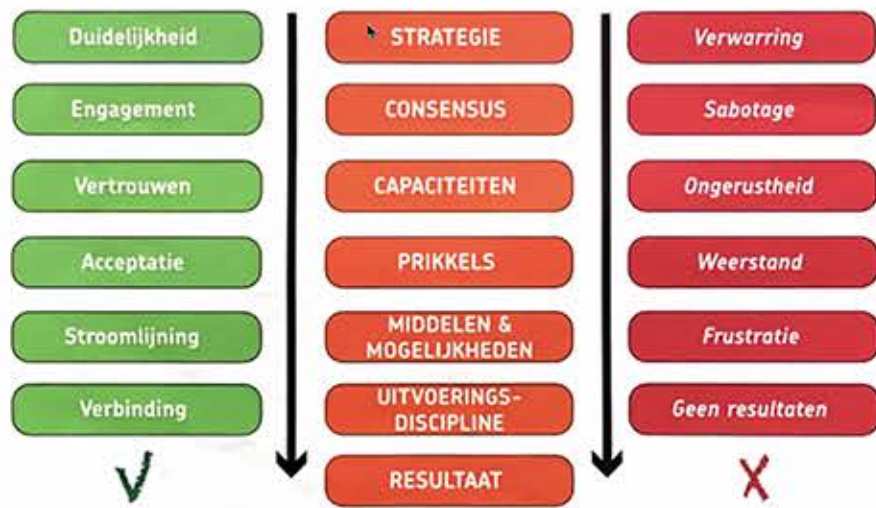 Duidelijkheid
STRATEGIE
Verwarring
Engagement
CONSENSUS
Sabotage
Vertrouwen
CAPACITEITEN
Ongerustheid
Acceptatie
PRIKKELS
Weerstand
Stroomlijning
MIDDELEN &
MOGELIJKHEDEN
Frustratie
Verbinding
UITVOERINGS-
DISCIPLINE
Geen resultaten
RESULTAAT